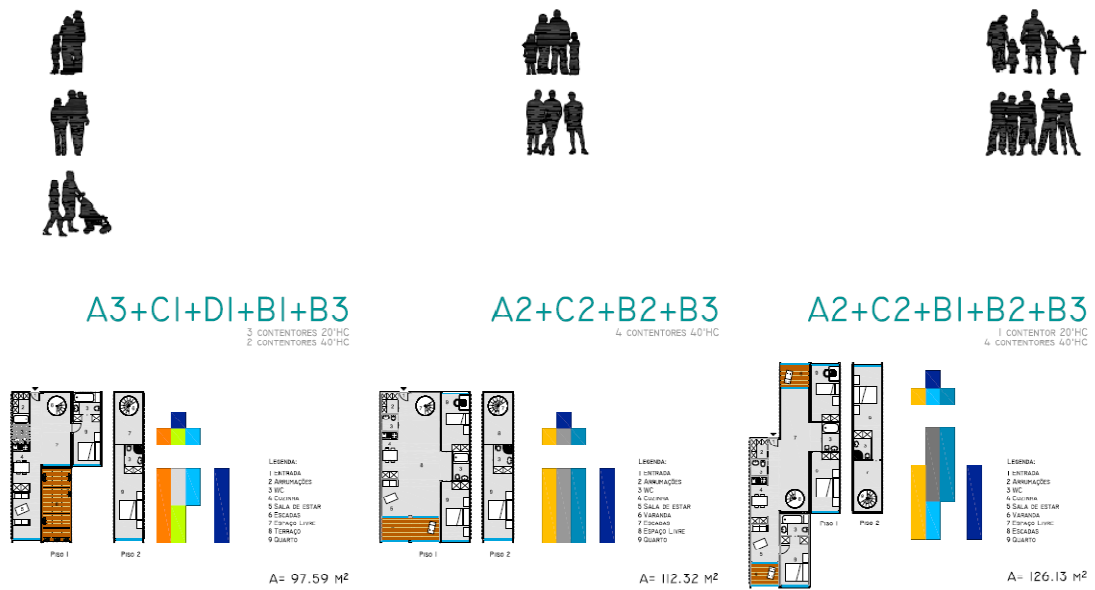 A3+C1+D1+B1+B3
3 CONTENTORES 20'HC
2 CONTENTORES 40'HC
LEGENDA:
1 ENTRADA
2 ARRUMAÇÕES
3 WC
4 COZINHA
5 SALA DE ESTAR
6 ESCADAS
7 ESPAÇO LIVRE
8 TERRAÇO
9 QUARTO
PISO 1
PISO 2
A= 97.59 M²
A2+C2+B2+B3
4 CONTENTORES 40'HC
LEGENDA:
1 ENTRADA
2 ARRUMAÇÕES
3 WC
4 COZINHA
5 SALA DE ESTAR
6 VARANDA
7 ESCADAS
8 ESPAÇO LIVRE
9 QUARTO
PISO 1
PISO 2
A= 112.32 M²
A2+C2+B1+B2+B3
1 CONTENTOR 20'HC
4 CONTENTORES 40'HC
LEGENDA:
1 ENTRADA
2 ARRUMAÇÕES
3 WC
4 COZINHA
5 SALA DE ESTAR
6 VARANDA
7 ESPAÇO LIVRE
8 ESCADAS
9 QUARTO
PISO 1
PISO 2
A= 126.13 M²